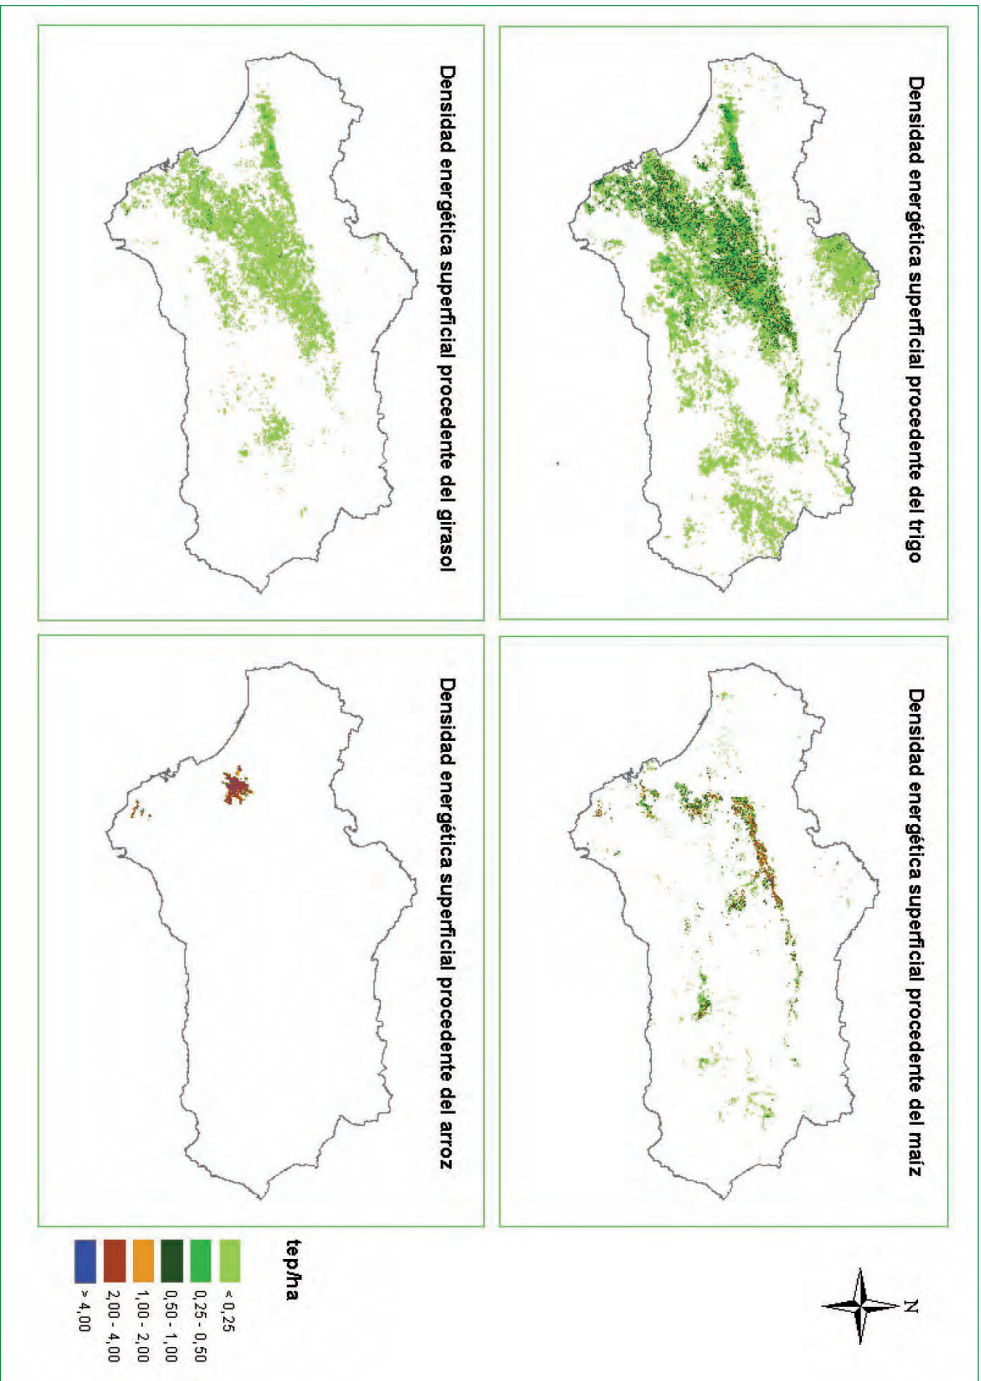 Densidad energética superficial procedente del trigo
Densidad energética superficial procedente del maíz
Densidad energética superficial procedente del girasol
Densidad energética superficial procedente del arroz
N
tep/ha
< 0,25
0,25 - 0,50
0,50 - 1,00
1,00 - 2,00
2,00 - 4,00
> 4,00